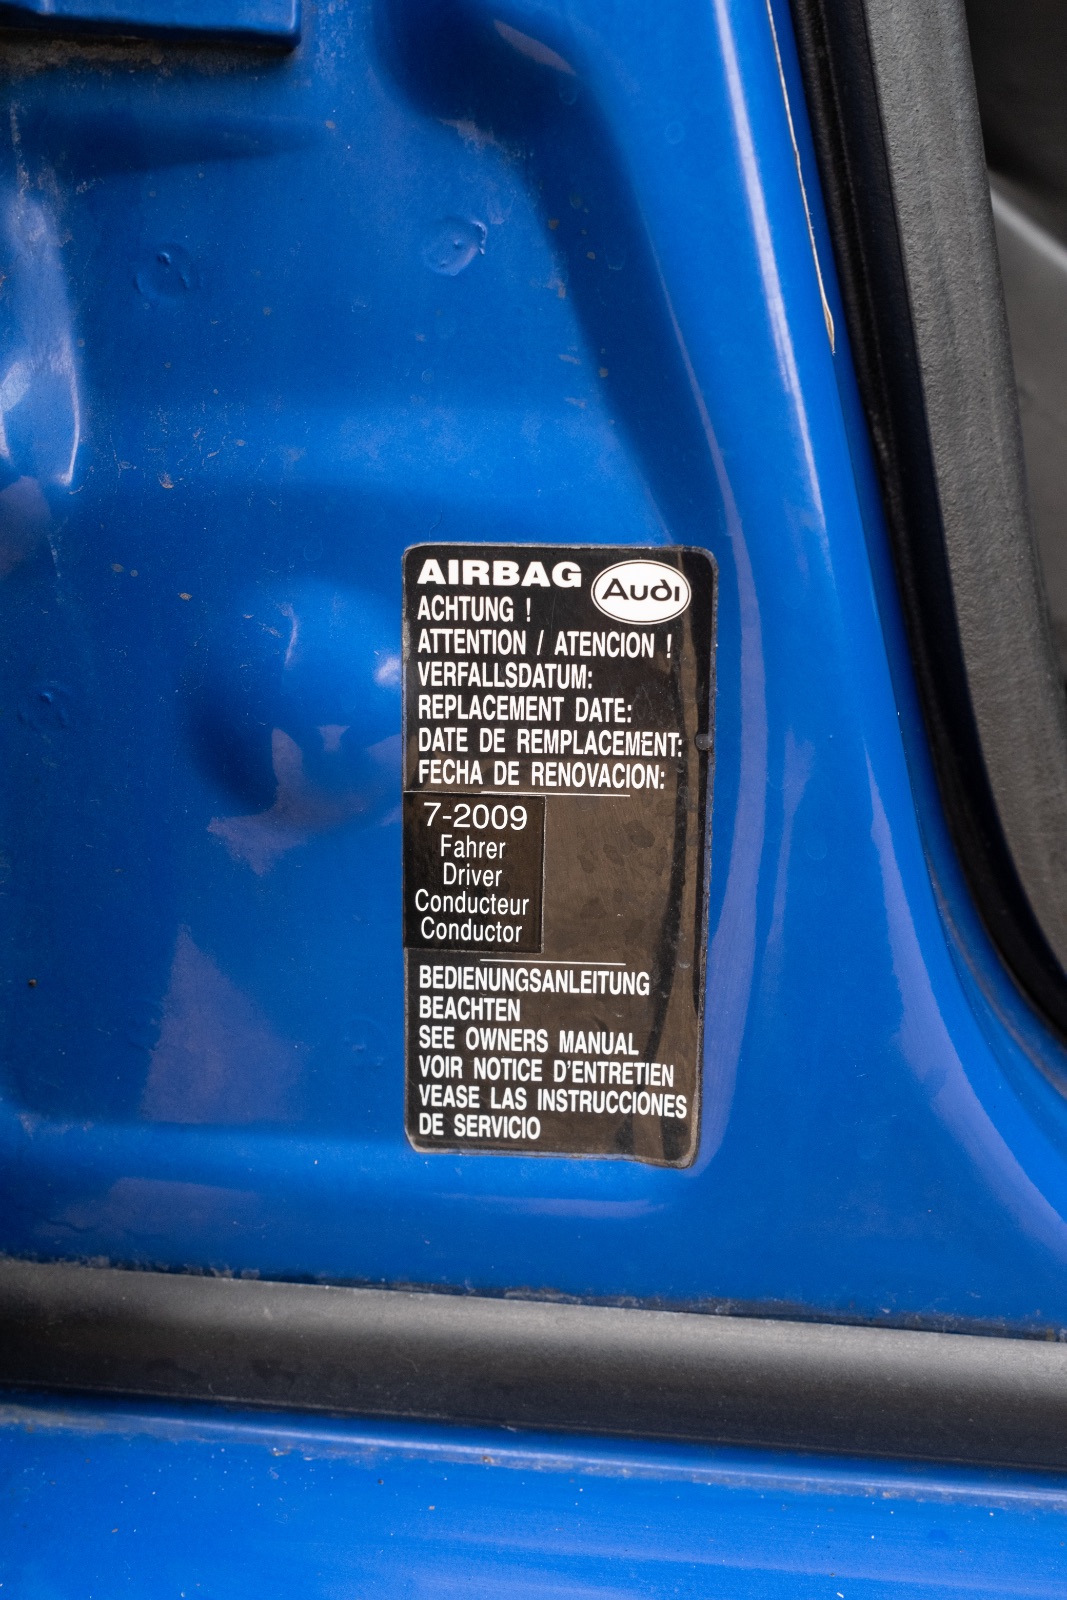 AIRBAG Audi
ACHTUNG !
ATTENTION / ATENCION !
VERFALLSDATUM:
REPLACEMENT DATE:
DATE DE REMPLACEMENT:
FECHA DE RENOVACION:
7-2009
Fahrer
Driver
Conducteur
Conductor
BEDIENUNGSANLEITUNG
BEACHTEN
SEE OWNERS MANUAL
VOIR NOTICE D'ENTRETIEN
VEASE LAS INSTRUCCIONES
DE SERVICIO